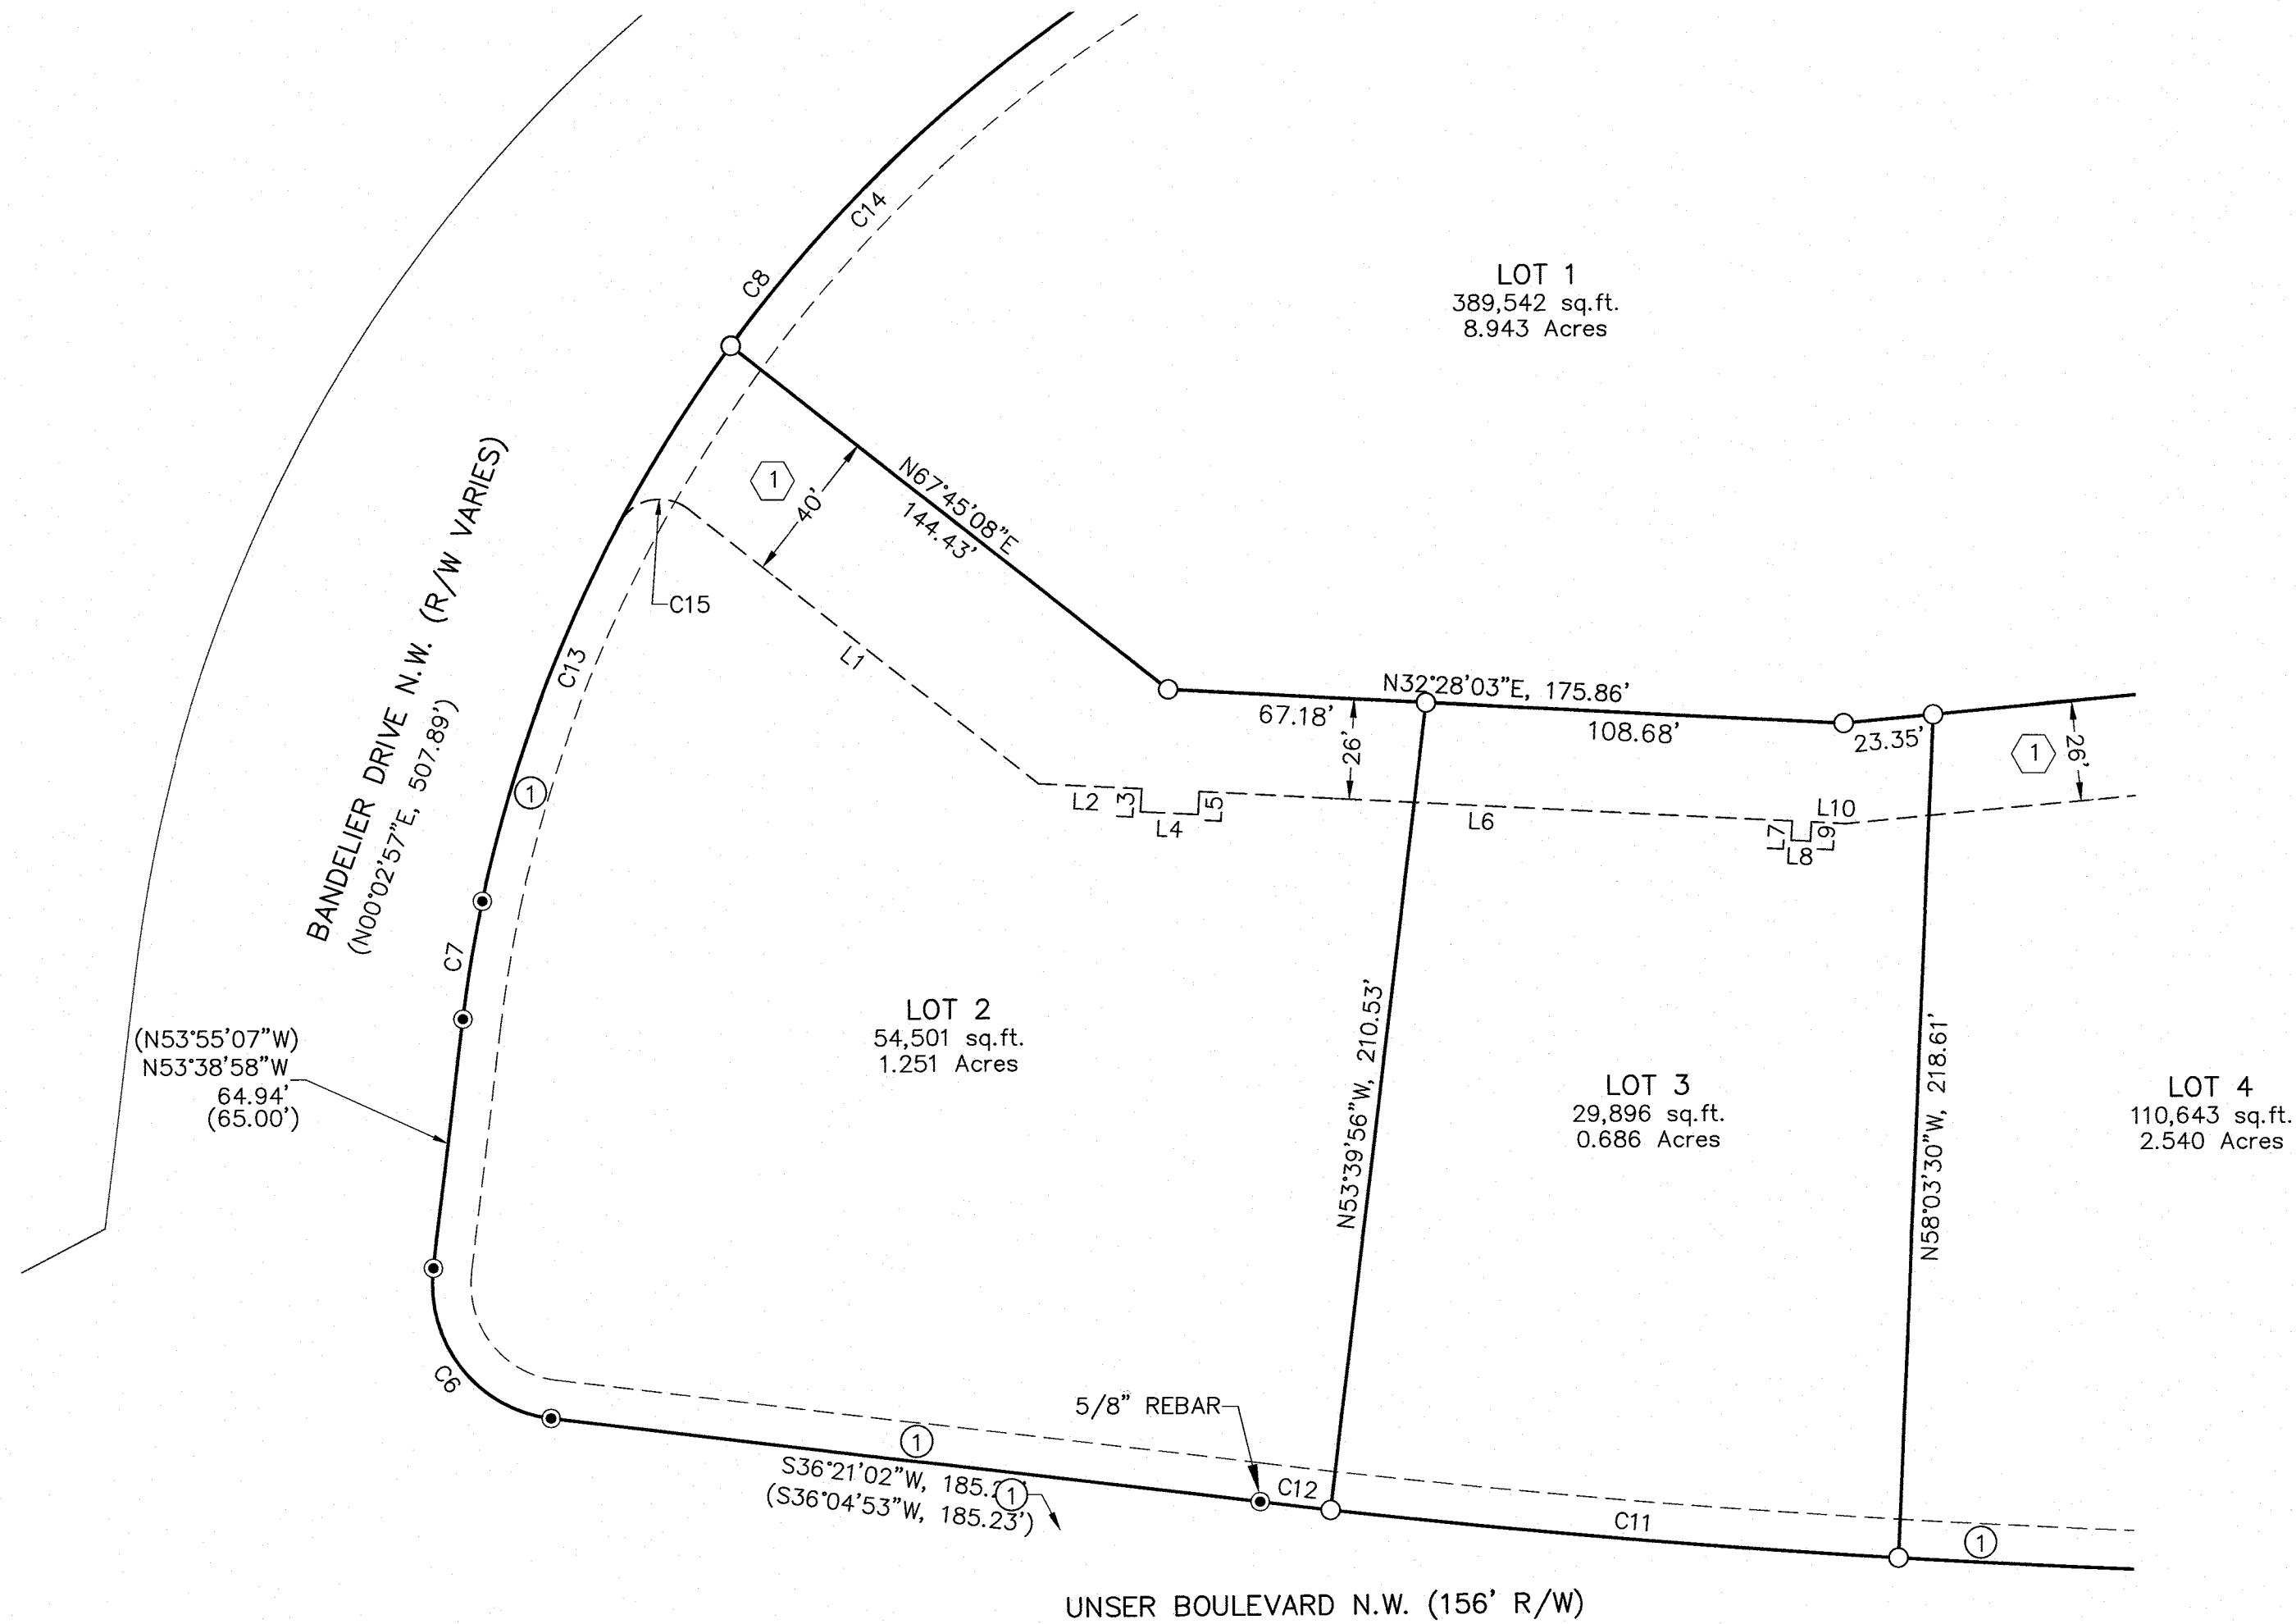 C14
C8
LOT 1
389,542 sq.ft.
8.943 Acres
1
40'
N67°45'08"E
144.43'
C15
L1
BANDELIER DRIVE N.W. (R/W VARIES)
(N00°02'57"E, 507.89')
C13
1
N32°28'03"E, 175.86'
67.18'
108.68'
23.35'
26'
1
26'
L2
L3
L4
L5
L6
L7
L8
L9
L10
C7
(N53°55'07"W)
N53°38'58"W
64.94'
(65.00')
LOT 2
54,501 sq.ft.
1.251 Acres
N53°39'56"W, 210.53'
LOT 3
29,896 sq.ft.
0.686 Acres
N58°03'30"W, 218.61'
LOT 4
110,643 sq.ft.
2.540 Acres
C6
5/8" REBAR
1
S36°21'02"W,
1
(S36°04'53"W, 185.23')
C12
C11
1
UNSER BOULEVARD N.W. (156' R/W)